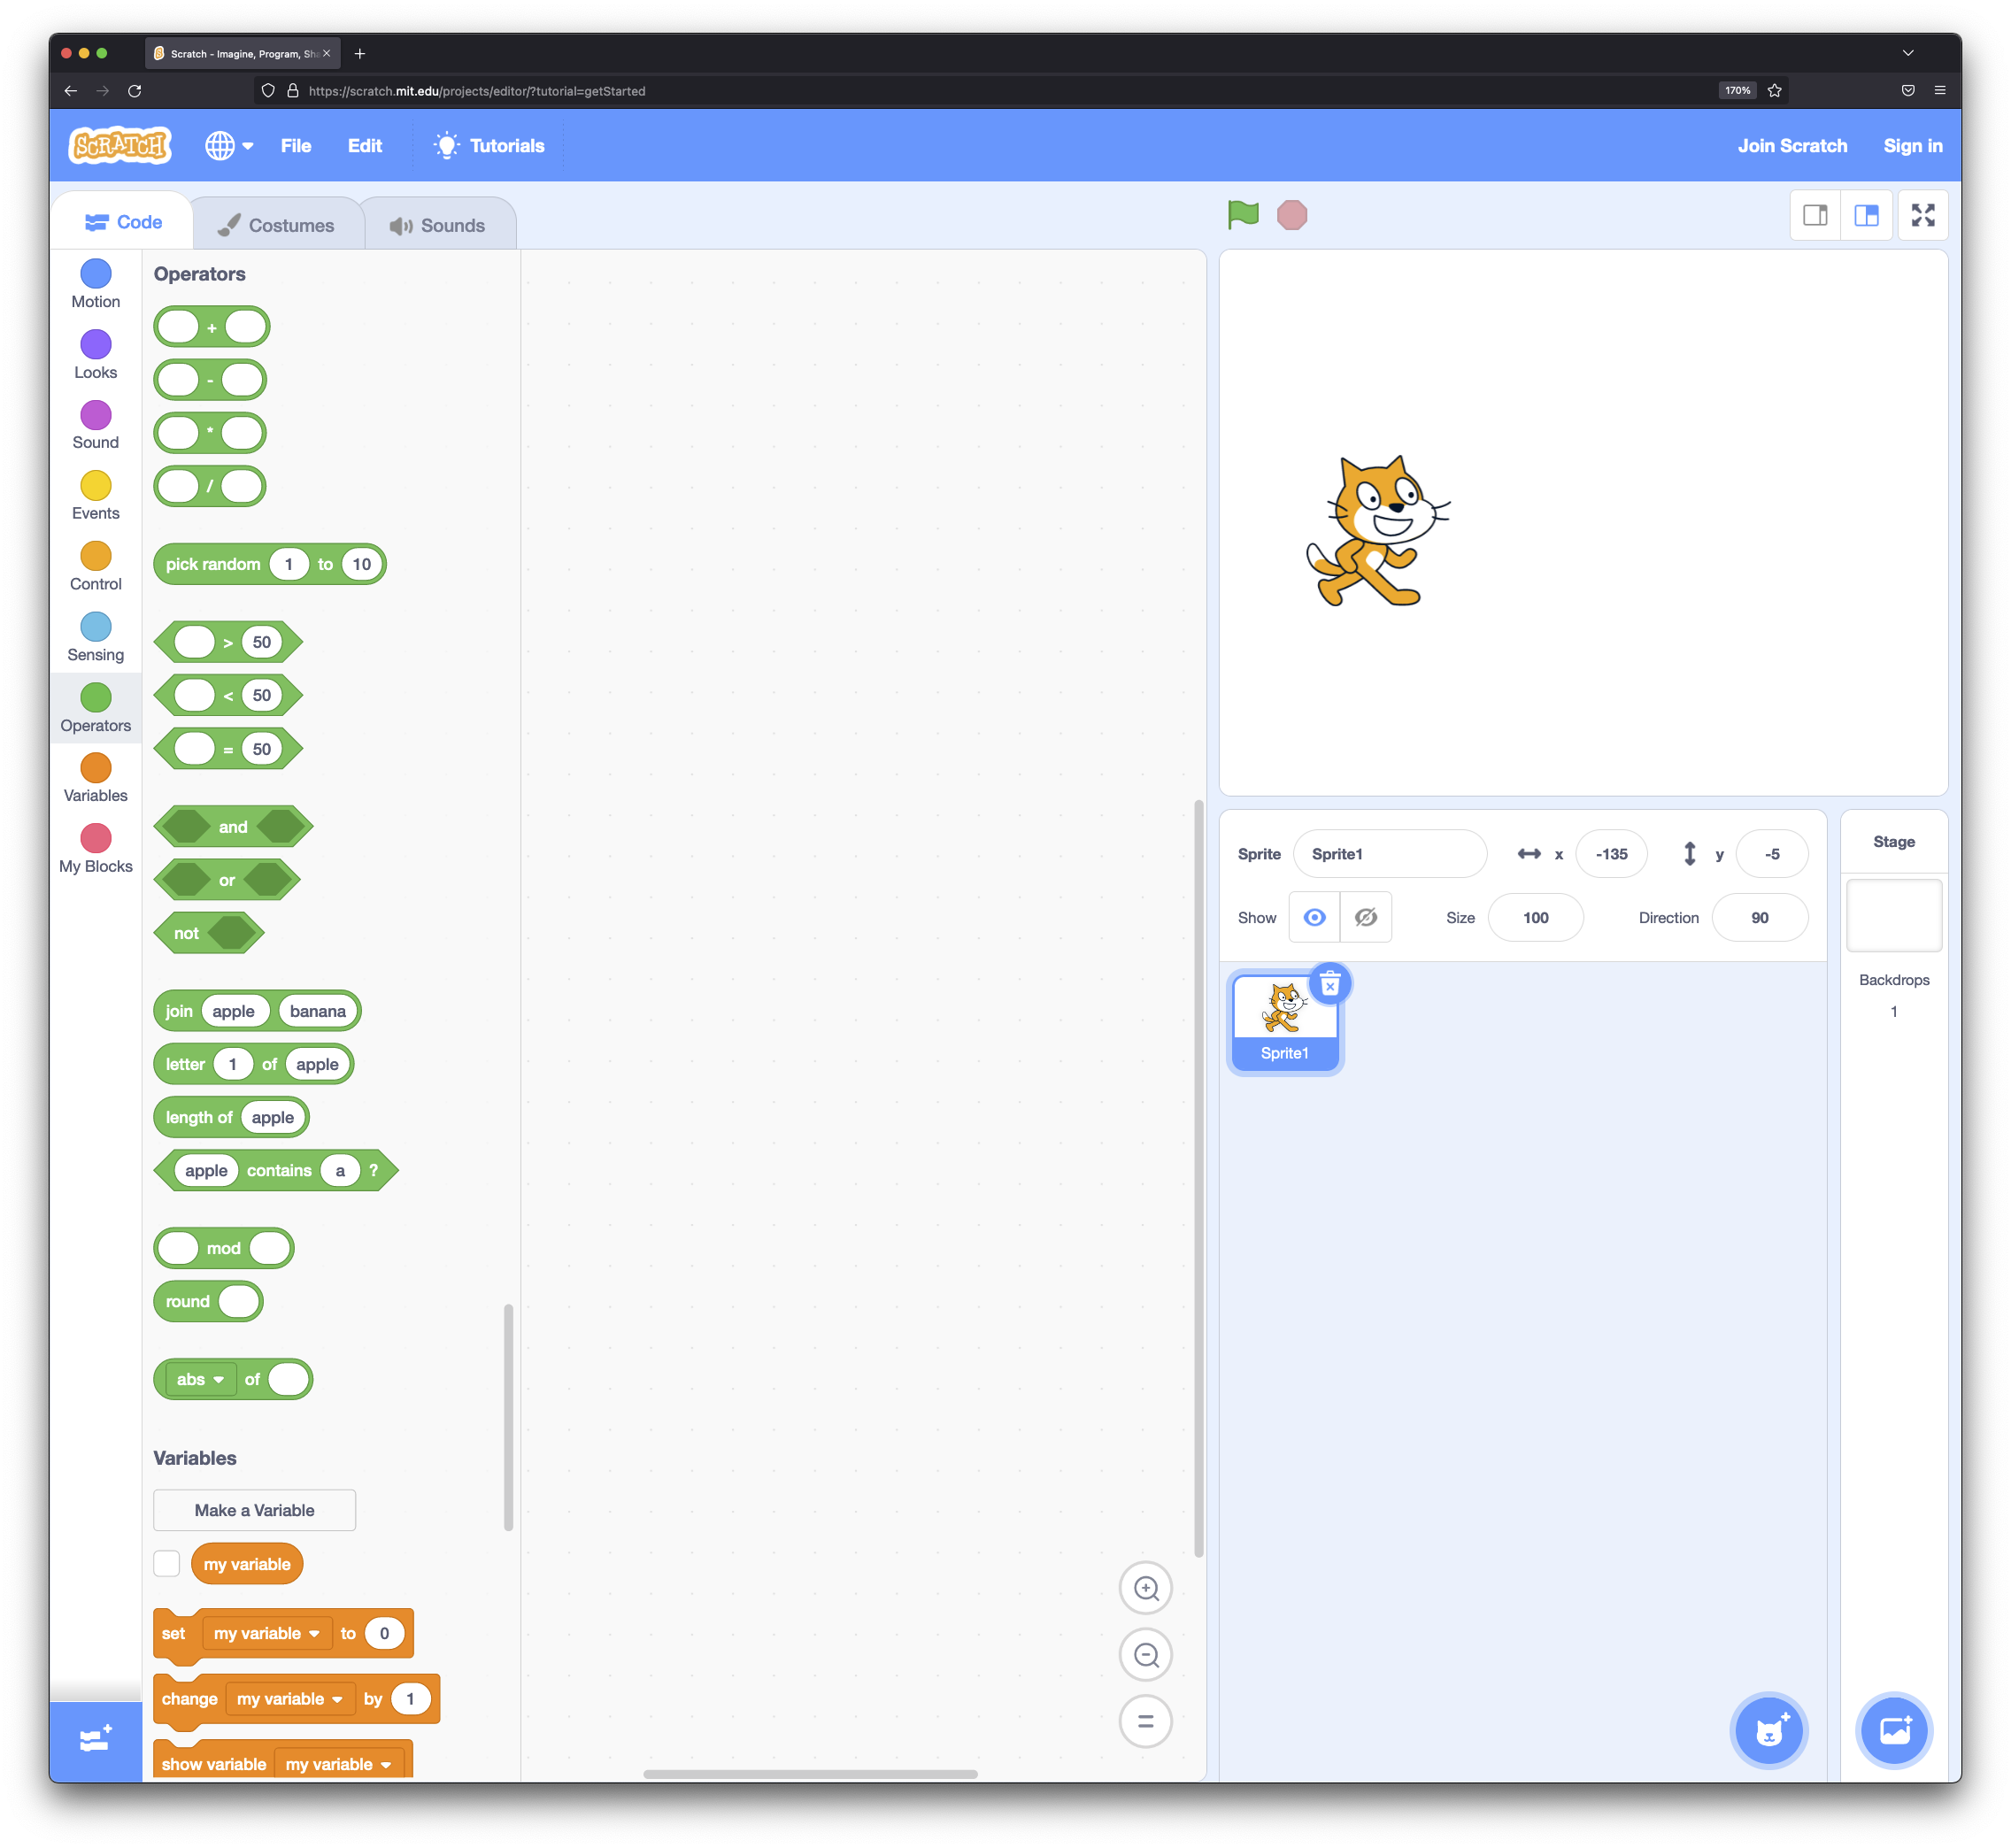 Scratch - Imagine, Program, Sh
https://scratch.mit.edu/projects/editor/?tutorial=getStarted
170%
SCRATCH
File
Edit
Tutorials
Join Scratch
Sign in
Code
Costumes
Sounds
Motion
Looks
Sound
Events
Control
Sensing
Operators
Variables
My Blocks
Operators
+
-
*
/
pick random 1 to 10
> 50
< 50
= 50
and
or
not
join apple banana
letter 1 of apple
length of apple
apple contains a ?
mod
round
abs of
Variables
Make a Variable
my variable
set my variable to 0
change my variable by 1
show variable my variable
Sprite Sprite1 x -135 y -5
Show Size 100 Direction 90
Sprite1
Stage
Backdrops
1